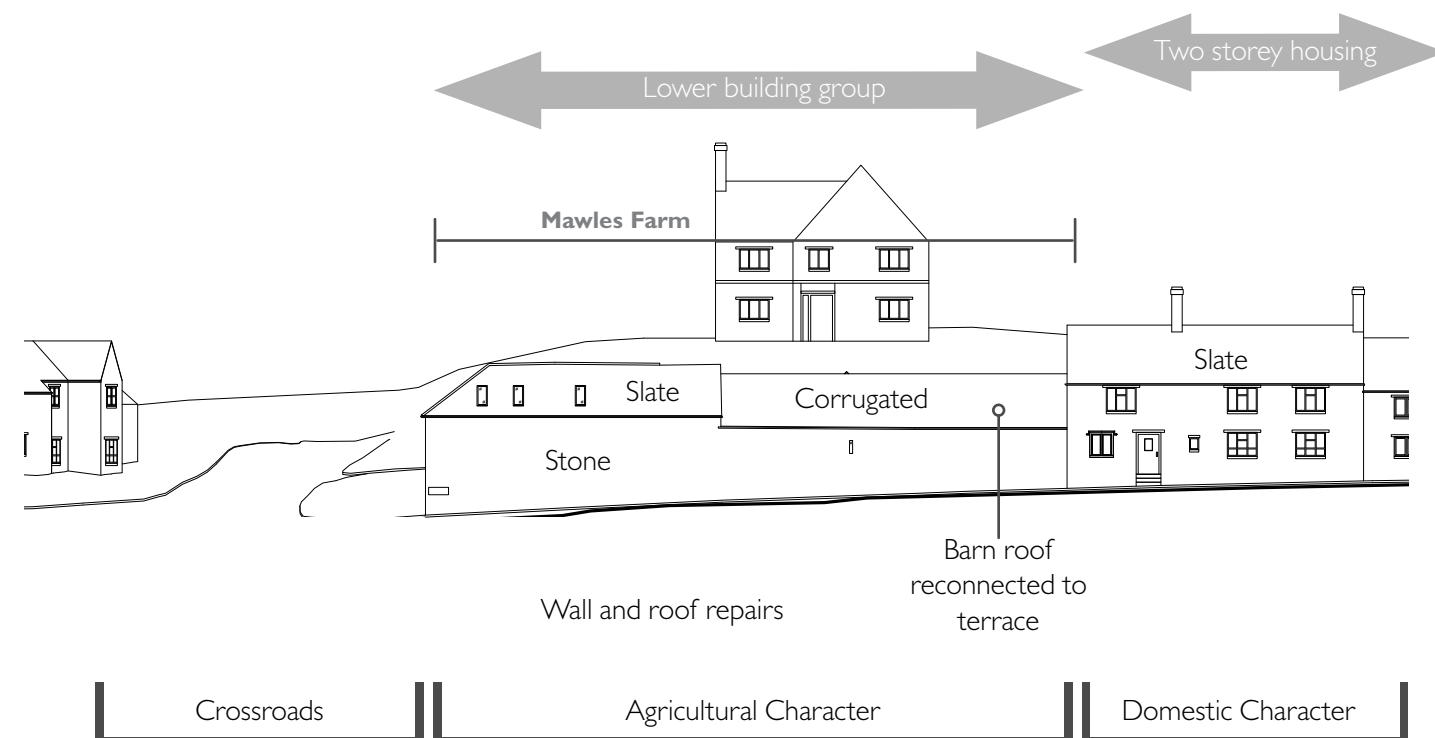 Two storey housing
Lower building group
Mawles Farm
Slate
Slate
Corrugated
Stone
Barn roof
reconnected to
terrace
Wall and roof repairs
Crossroads
Agricultural Character
Domestic Character